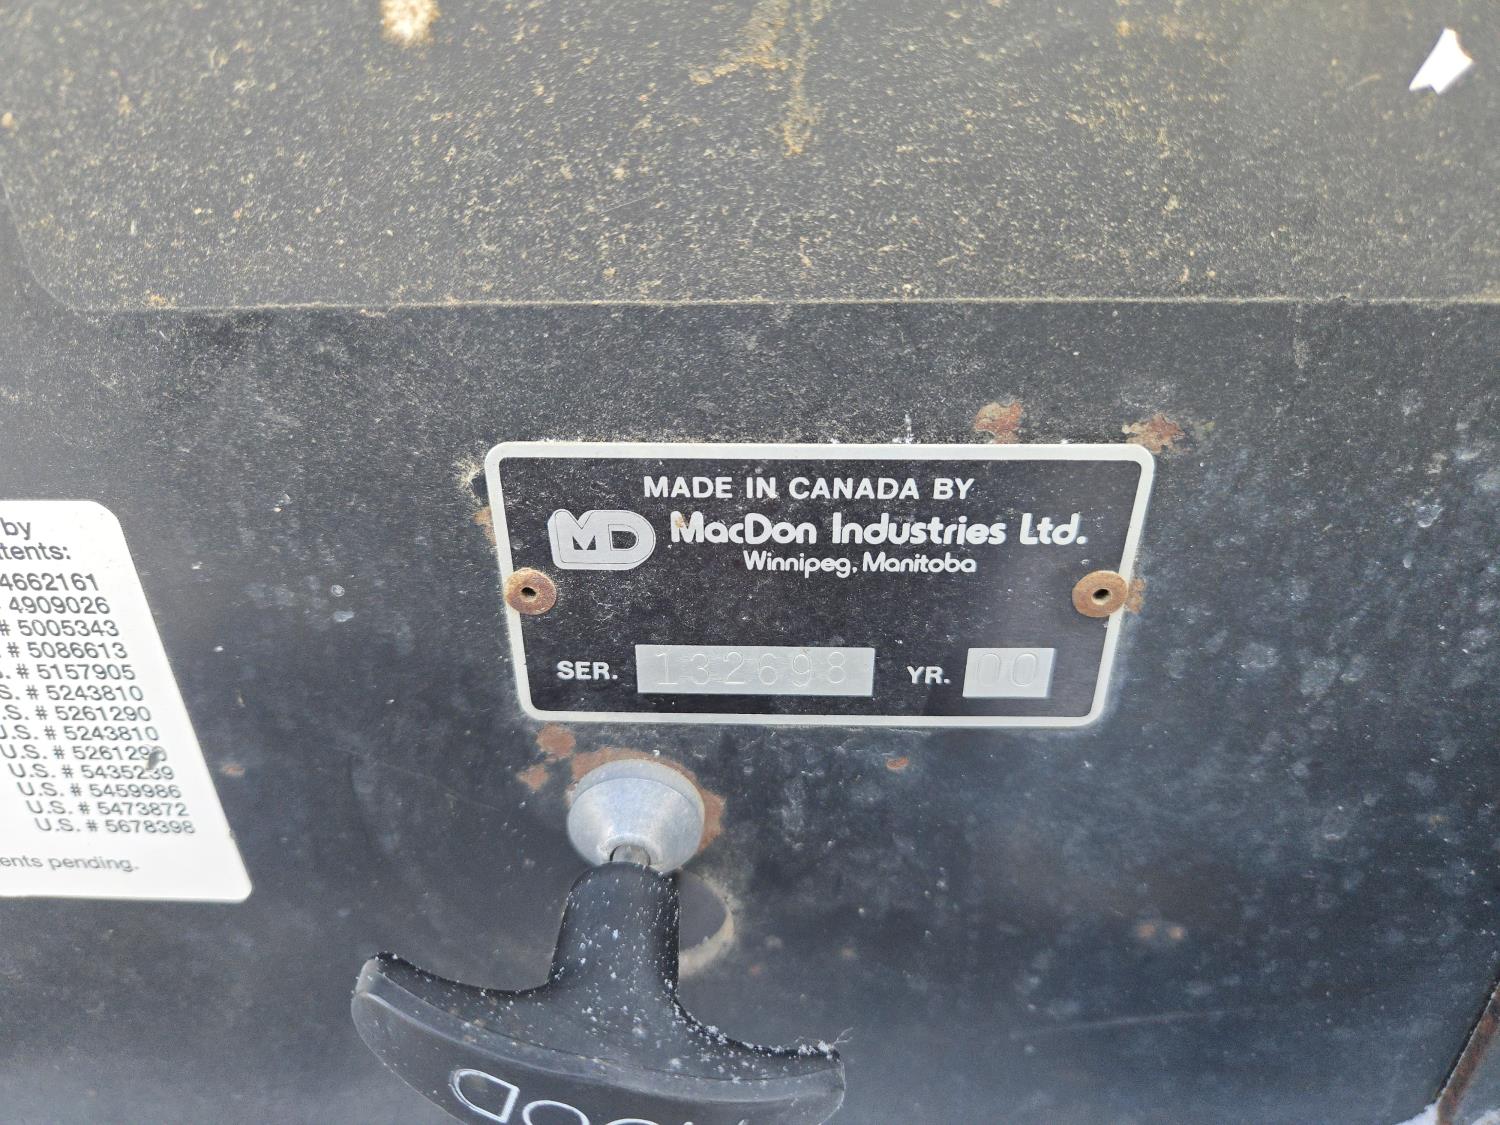 by
tents:
4662161
4909026
# 5005343
. # 5086613
. # 5157905
S. # 5243810
.S. # 5261290
U.S. # 5243810
U.S. # 5261290
U.S. # 5435239
U.S. # 5459986
U.S. # 5473872
U.S. # 5678398
ents pending.
MADE IN CANADA BY
MD MacDon Industries Ltd.
Winnipeg, Manitoba
SER. 132698 YR. 00